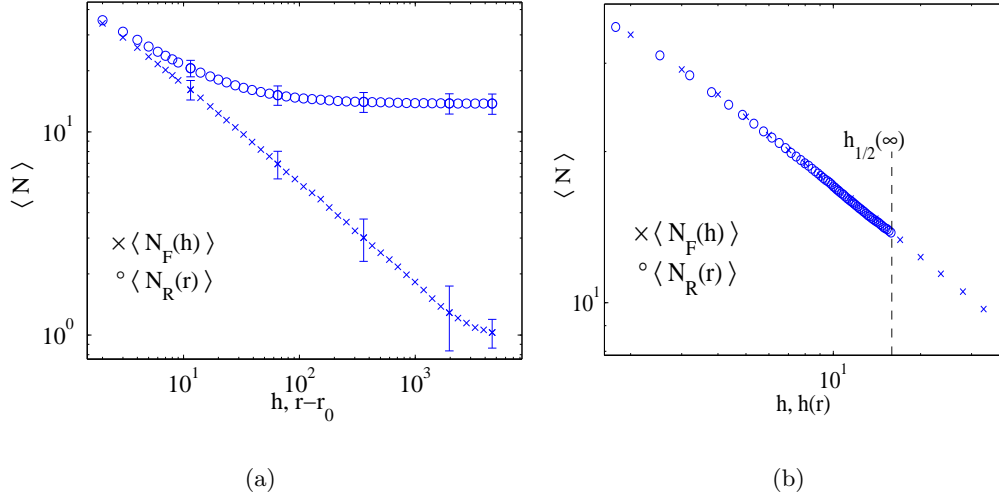 10^1
10^0
⟨ N ⟩
× ⟨ N_F(h) ⟩
○ ⟨ N_R(r) ⟩
10^1
10^2
10^3
h, r−r_0
(a)
10^1
⟨ N ⟩
h_{1/2}(∞)
× ⟨ N_F(h) ⟩
○ ⟨ N_R(r) ⟩
10^1
h, h(r)
(b)